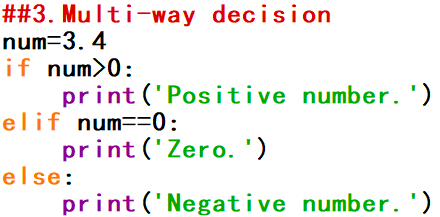 ##3.Multi-way decision
num=3.4
if num>0:
    print('Positive number.')
elif num==0:
    print('Zero.')
else:
    print('Negative number.')